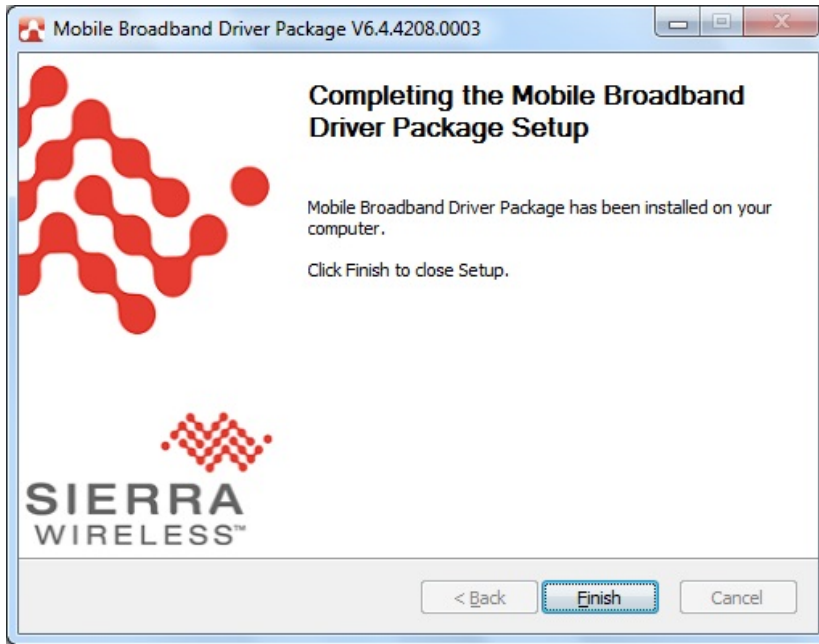 Mobile Broadband Driver Package V6.4.4208.0003
Completing the Mobile Broadband
Driver Package Setup
Mobile Broadband Driver Package has been installed on your
computer.
Click Finish to close Setup.
SIERRA
WIRELESS™
< Back
Finish
Cancel